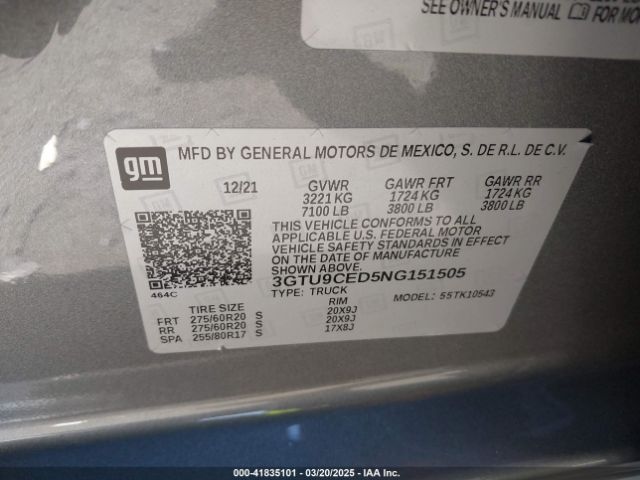 SEE OWNER'S MANUAL FOR MOR
gm
MFD BY GENERAL MOTORS DE MEXICO, S. DE R.L. DE C.V.
12/21 GVWR GAWR FRT GAWR RR
3221 KG 1724 KG 1724 KG
7100 LB 3800 LB 3800 LB
THIS VEHICLE CONFORMS TO ALL
APPLICABLE U.S. FEDERAL MOTOR
VEHICLE SAFETY STANDARDS IN EFFECT
ON THE DATE OF MANUFACTURE
SHOWN ABOVE.
3GTU9CED5NG151505
464C
TYPE: TRUCK MODEL: 55TK10543
TIRE SIZE RIM
FRT 275/60R20 S 20X9J
RR 275/60R20 S 20X9J
SPA 255/80R17 S 17X8J
000-41835101 - 03/20/2025 - IAA Inc.